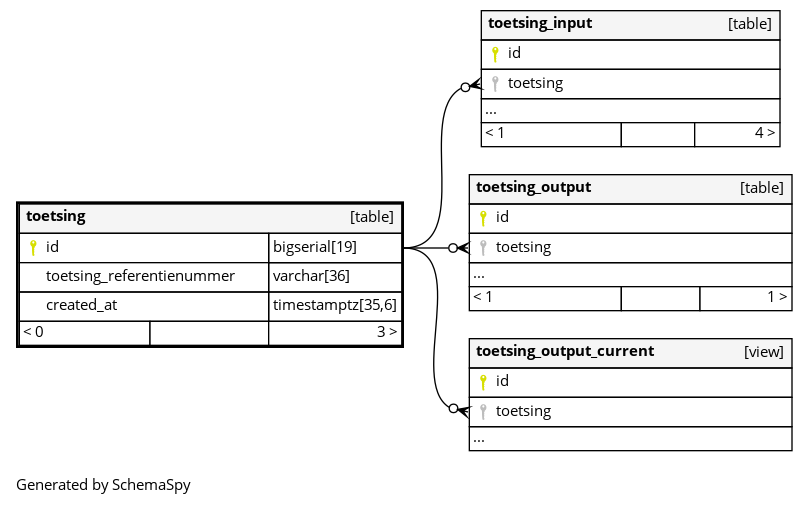 toetsing_input [table]
id
toetsing
...
< 1 4 >
toetsing_output [table]
id
toetsing
...
< 1 1 >
toetsing [table]
id bigserial[19]
toetsing_referentienummer varchar[36]
created_at timestamptz[35,6]
< 0 3 >
toetsing_output_current [view]
id
toetsing
...
Generated by SchemaSpy